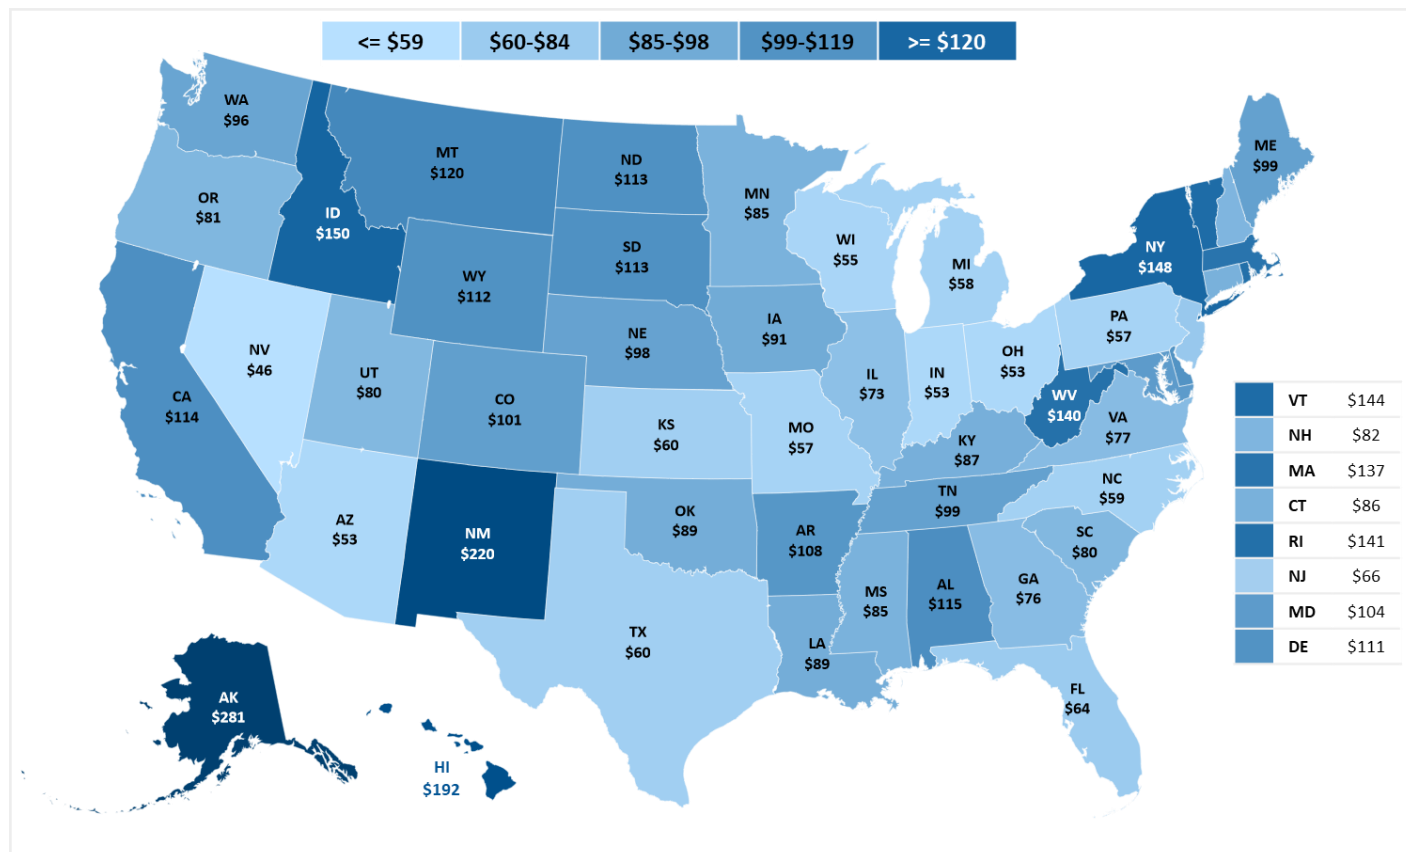 <= $59
$60-$84
$85-$98
$99-$119
>= $120
WA
$96
OR
$81
ID
$150
MT
$120
ND
$113
MN
$85
ME
$99
SD
$113
WY
$112
WI
$55
MI
$58
NY
$148
CA
$114
NV
$46
UT
$80
CO
$101
NE
$98
IA
$91
IL
$73
IN
$53
OH
$53
PA
$57
WV
$140
VA
$77
KS
$60
MO
$57
KY
$87
TN
$99
NC
$59
AZ
$53
NM
$220
OK
$89
AR
$108
SC
$80
MS
$85
AL
$115
GA
$76
TX
$60
LA
$89
FL
$64
AK
$281
HI
$192
VT $144
NH $82
MA $137
CT $86
RI $141
NJ $66
MD $104
DE $111